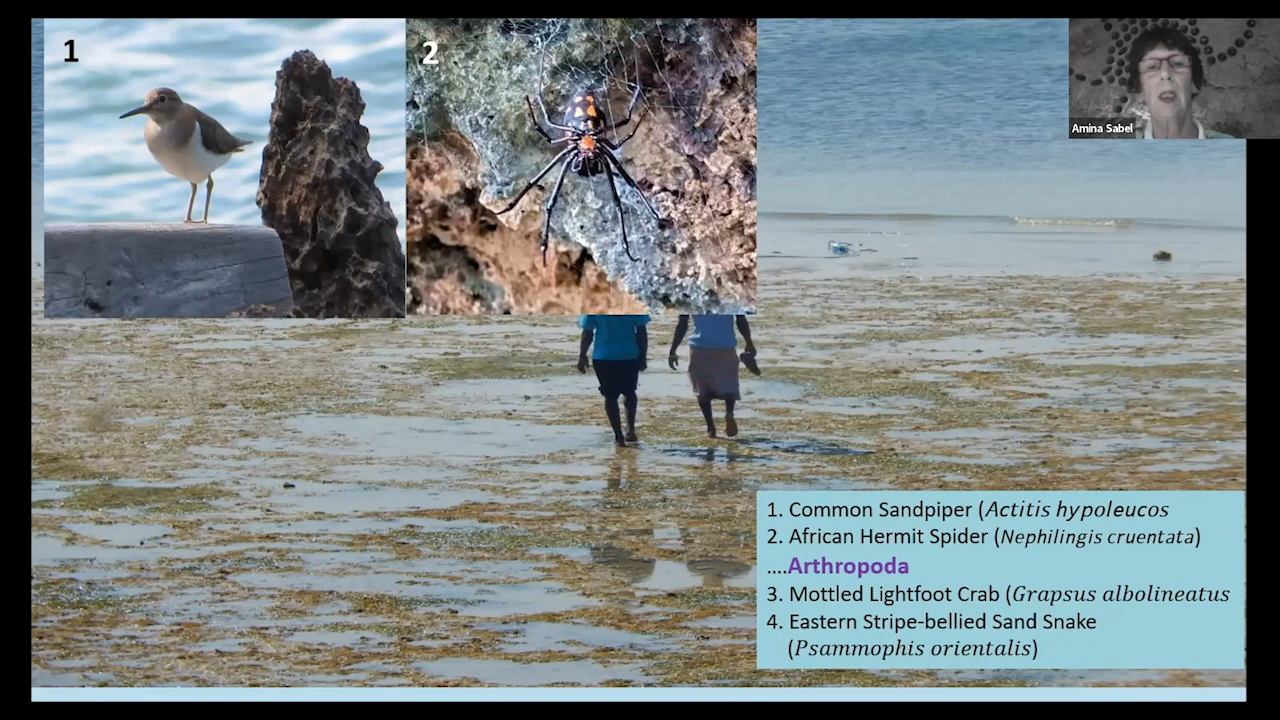 1
2
Amina Sabel
1. Common Sandpiper (Actitis hypoleucos
2. African Hermit Spider (Nephilingis cruentata)
....Arthropoda
3. Mottled Lightfoot Crab (Grapsus albolineatus
4. Eastern Stripe-bellied Sand Snake
(Psammophis orientalis)